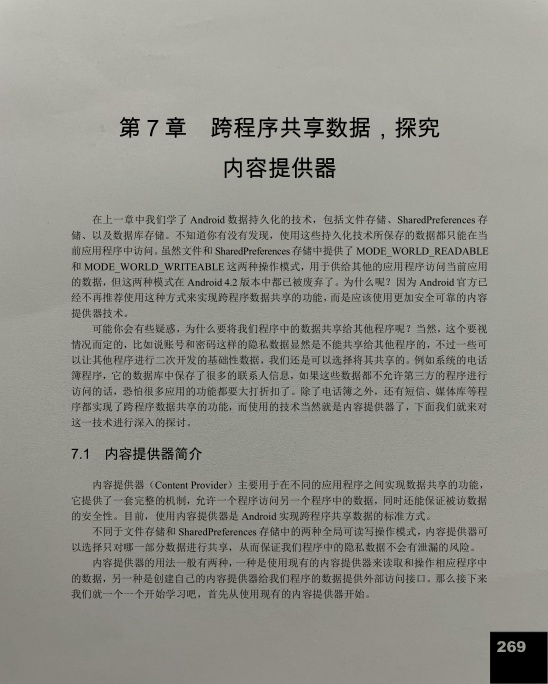 第 7 章　跨程序共享数据，探究
内容提供器
在上一章中我们学了 Android 数据持久化的技术，包括文件存储、SharedPreferences 存
储、以及数据库存储。不知道你有没有发现，使用这些持久化技术所保存的数据都只能在当
前应用程序中访问。虽然文件和 SharedPreferences 存储中提供了 MODE_WORLD_READABLE
和 MODE_WORLD_WRITEABLE 这两种操作模式，用于供给其他的应用程序访问当前应用
的数据，但这两种模式在 Android 4.2 版本中都已被废弃了。为什么呢？因为 Android 官方已
经不再推荐使用这种方式来实现跨程序数据共享的功能，而是应该使用更加安全可靠的内容
提供器技术。
可能你会有些疑惑，为什么要将我们程序中的数据共享给其他程序呢？当然，这个要视
情况而定的，比如说账号和密码这样的隐私数据显然是不能共享给其他程序的，不过一些可
以让其他程序进行二次开发的基础性数据，我们还是可以选择将其共享的。例如系统的电话
簿程序，它的数据库中保存了很多的联系人信息，如果这些数据都不允许第三方的程序进行
访问的话，恐怕很多应用的功能都要大打折扣了。除了电话簿之外，还有短信、媒体库等程
序都实现了跨程序数据共享的功能，而使用的技术当然就是内容提供器了，下面我们就来对
这一技术进行深入的探讨。
7.1　内容提供器简介
内容提供器（Content Provider）主要用于在不同的应用程序之间实现数据共享的功能，
它提供了一套完整的机制，允许一个程序访问另一个程序中的数据，同时还能保证被访数据
的安全性。目前，使用内容提供器是 Android 实现跨程序共享数据的标准方式。
不同于文件存储和 SharedPreferences 存储中的两种全局可读写操作模式，内容提供器可
以选择只对哪一部分数据进行共享，从而保证我们程序中的隐私数据不会有泄漏的风险。
内容提供器的用法一般有两种，一种是使用现有的内容提供器来读取和操作相应程序中
的数据，另一种是创建自己的内容提供器给我们程序的数据提供外部访问接口。那么接下来
我们就一个一个开始学习吧，首先从使用现有的内容提供器开始。
269